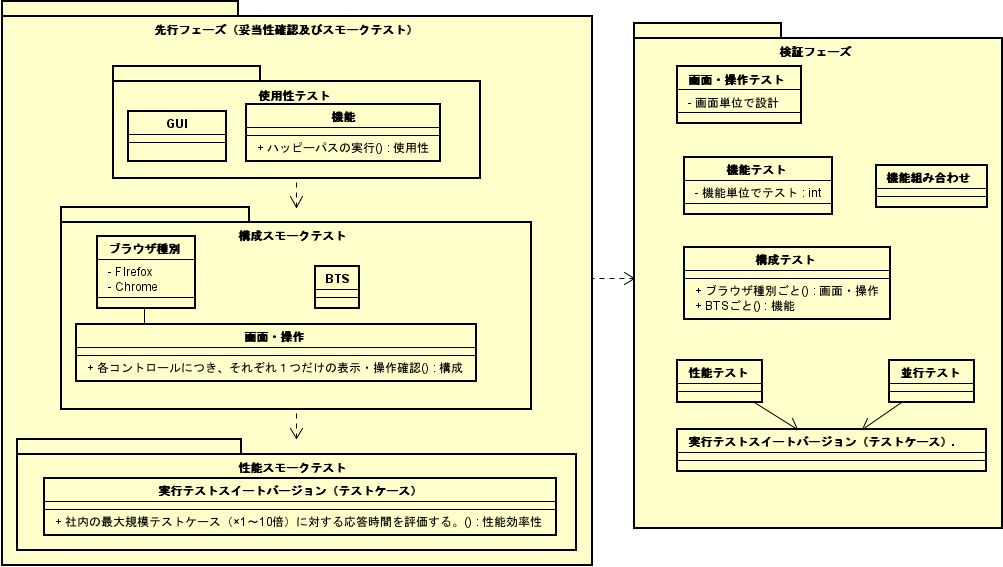 先行フェーズ（妥当性確認及びスモークテスト）
使用性テスト
GUI
機能
+ ハッピーパスの実行() : 使用性
構成スモークテスト
ブラウザ種別
- FIrefox
- Chrome
BTS
画面・操作
+ 各コントロールにつき、それぞれ１つだけの表示・操作確認() : 構成
性能スモークテスト
実行テストスイートバージョン（テストケース）
+ 社内の最大規模テストケース（×1～10倍）に対する応答時間を評価する。() : 性能効率性
検証フェーズ
画面・操作テスト
- 画面単位で設計
機能テスト
- 機能単位でテスト : int
機能組み合わせ
構成テスト
+ ブラウザ種別ごと() : 画面・操作
+ BTSごと() : 機能
性能テスト
並行テスト
実行テストスイートバージョン（テストケース）.